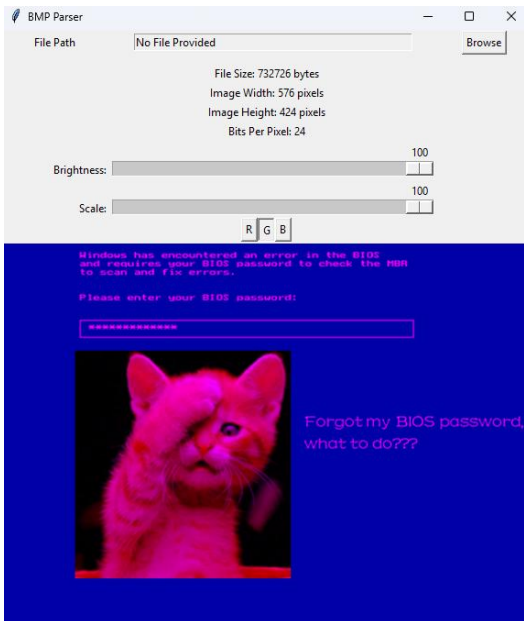 BMP Parser
File Path
No File Provided
Browse
File Size: 732726 bytes
Image Width: 576 pixels
Image Height: 424 pixels
Bits Per Pixel: 24
100
Brightness:
100
Scale:
R G B
Windows has encountered an error in the BIOS
and requires your BIOS password to check the MBA
to scan and fix errors.
Please enter your BIOS password:
*************
Forgot my BIOS password,
what to do???